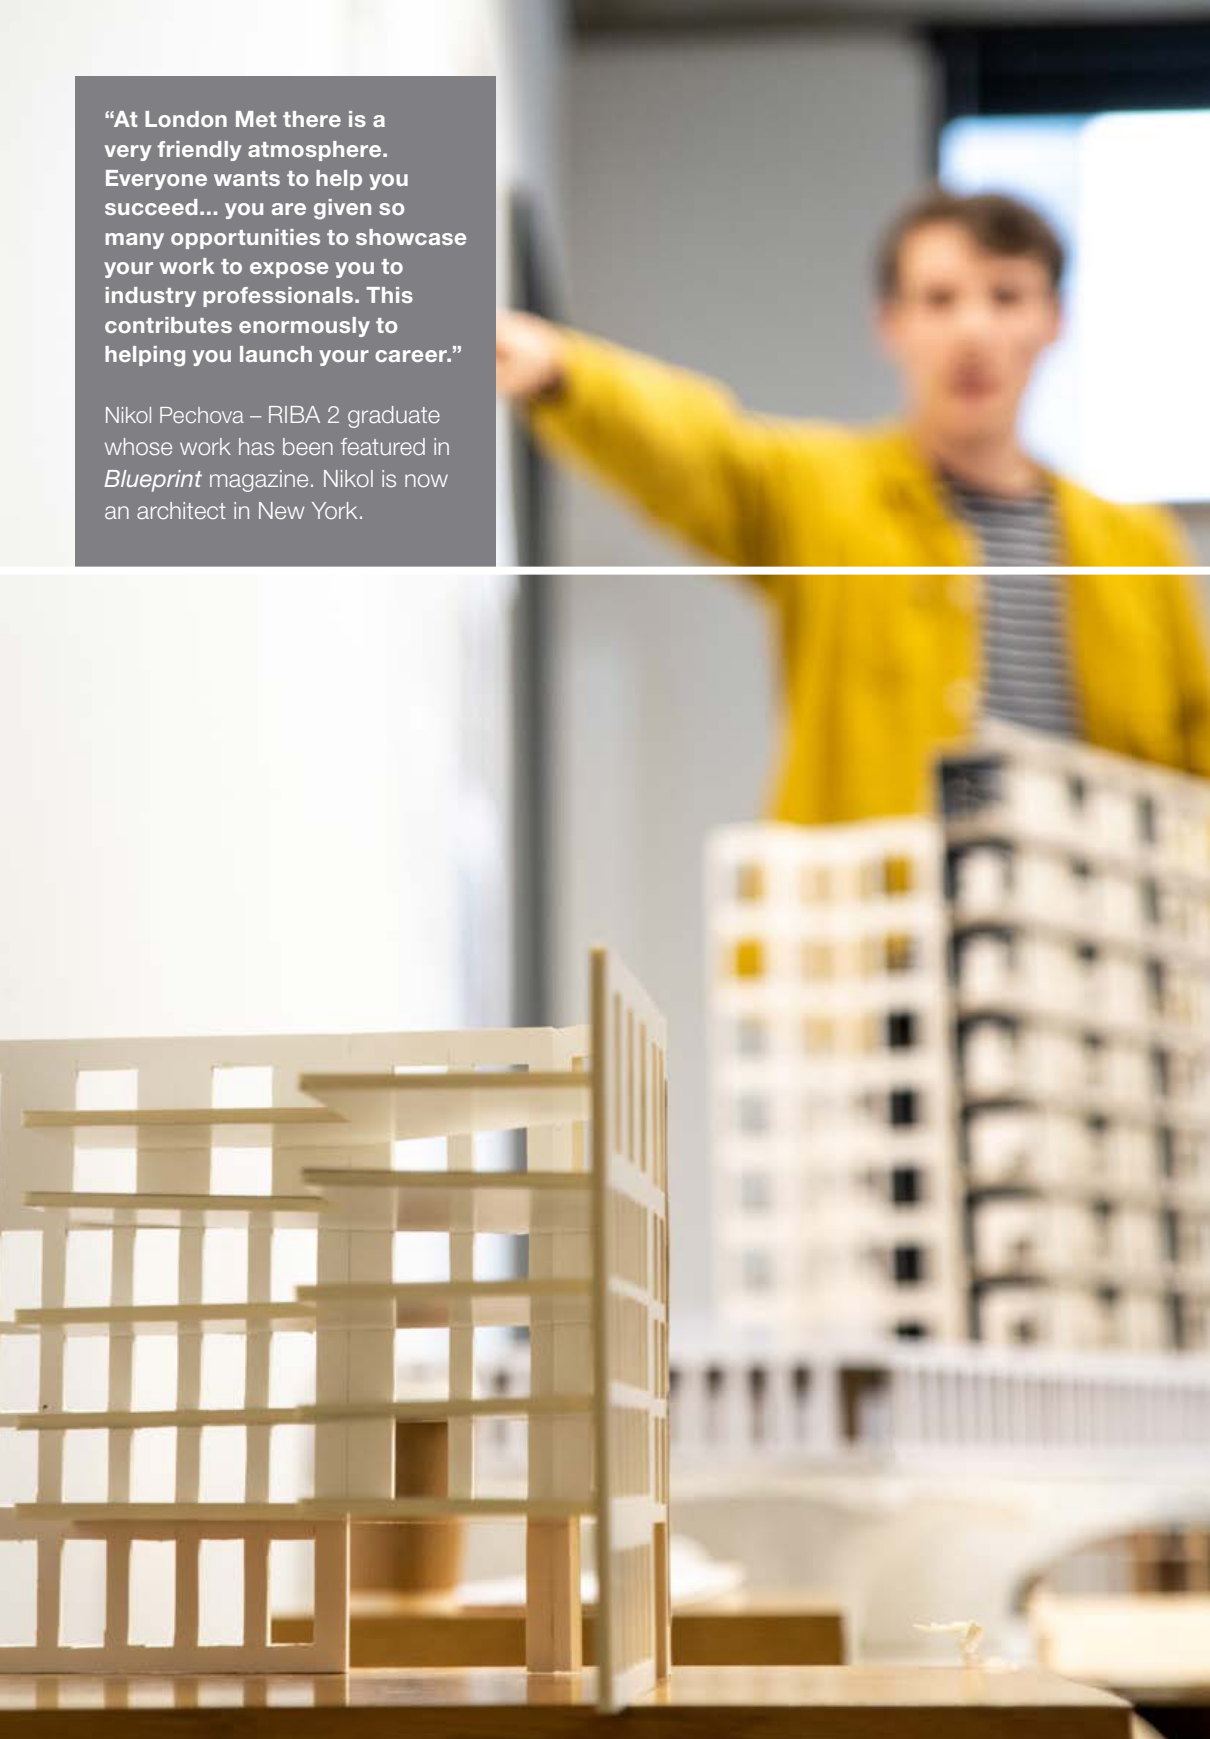 “At London Met there is a
very friendly atmosphere.
Everyone wants to help you
succeed... you are given so
many opportunities to showcase
your work to expose you to
industry professionals. This
contributes enormously to
helping you launch your career.”
Nikol Pechova – RIBA 2 graduate
whose work has been featured in
Blueprint magazine. Nikol is now
an architect in New York.